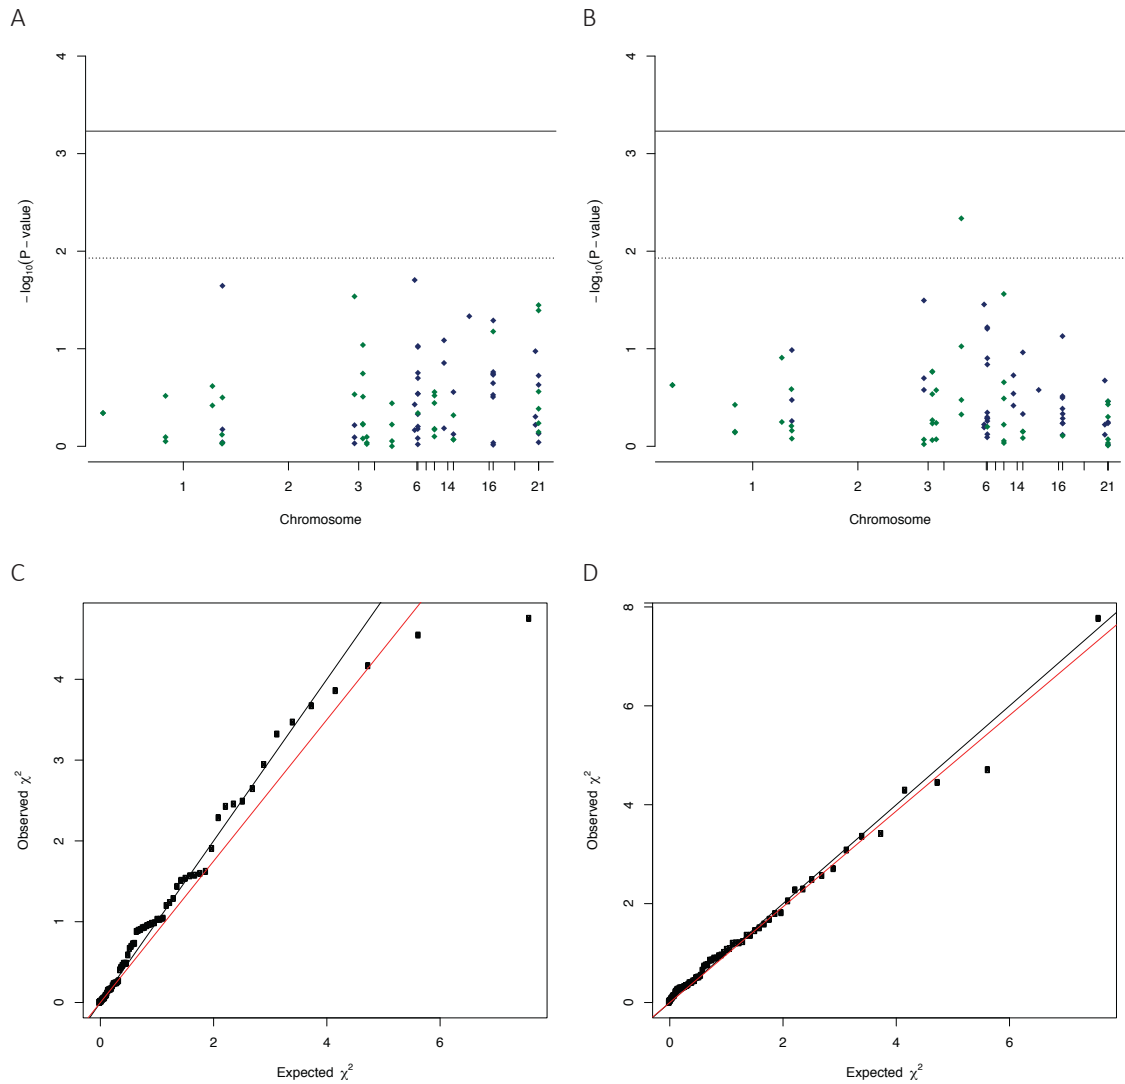 A
B
4
3
2
1
0
− log₁₀(P − value)
1 2 3 6 14 16 21
Chromosome
4
3
2
1
0
− log₁₀(P − value)
1 2 3 6 14 16 21
Chromosome
C
D
4
3
2
1
0
Observed χ²
0 2 4 6
Expected χ²
8
6
4
2
0
Observed χ²
0 2 4 6
Expected χ²